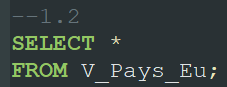 --1.2
SELECT *
FROM V_Pays_Eu;